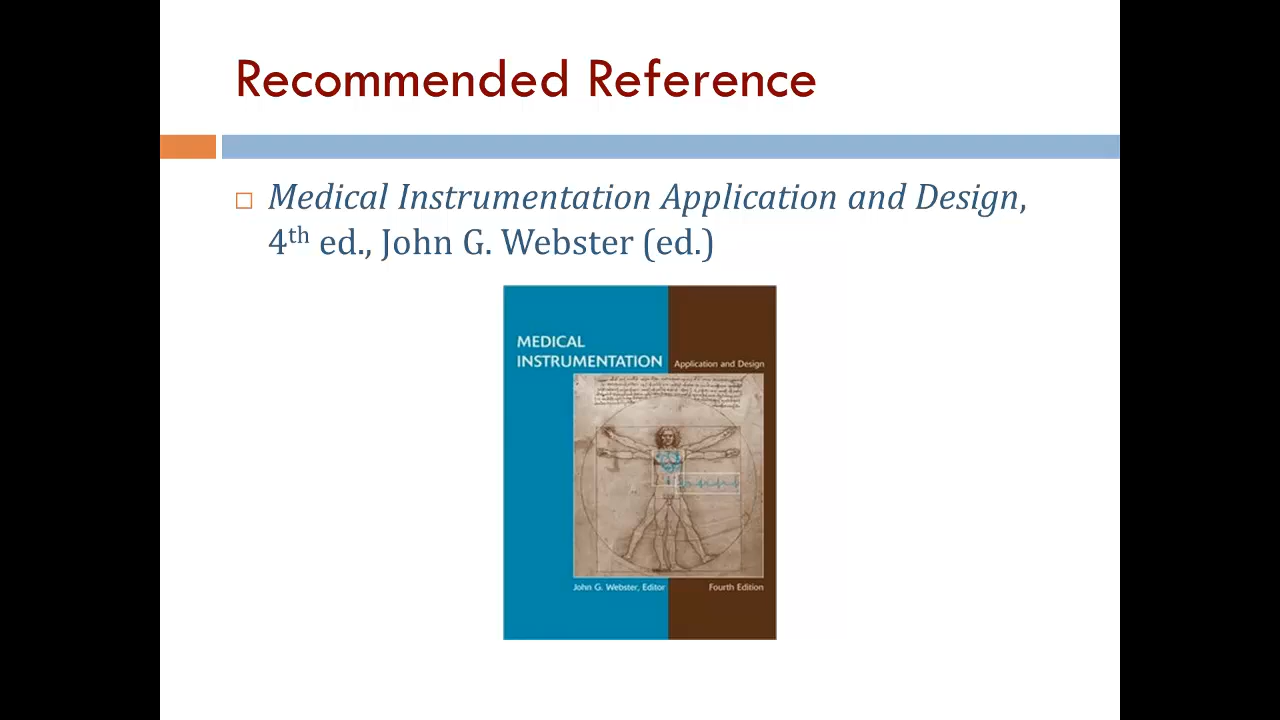 Recommended Reference
Medical Instrumentation Application and Design,
4th ed., John G. Webster (ed.)
MEDICAL
INSTRUMENTATION
Application and Design
John G. Webster, Editor
Fourth Edition